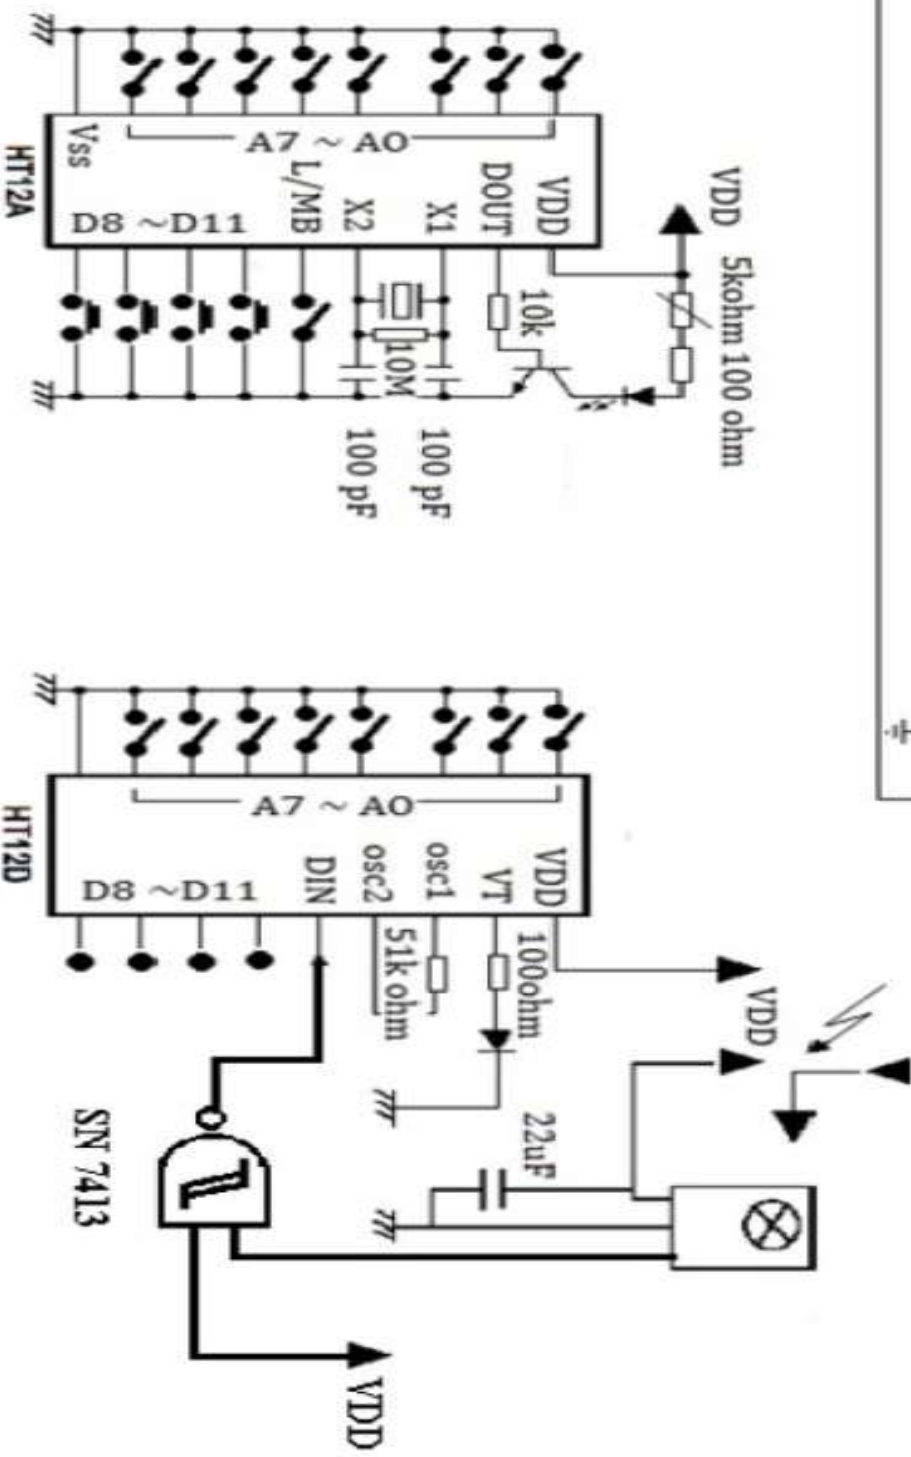 VDD
5kohm 100 ohm
Vss
A7 ~ A0
D8 ~D11
L/MB
X2
X1
DOUT
VDD
HT12A
10k
10M
100 pF
100 pF
A7 ~ A0
D8 ~D11
DIN
osc2
osc1
VT
VDD
HT12D
51k ohm
100ohm
VDD
22uF
SN 7413
VDD